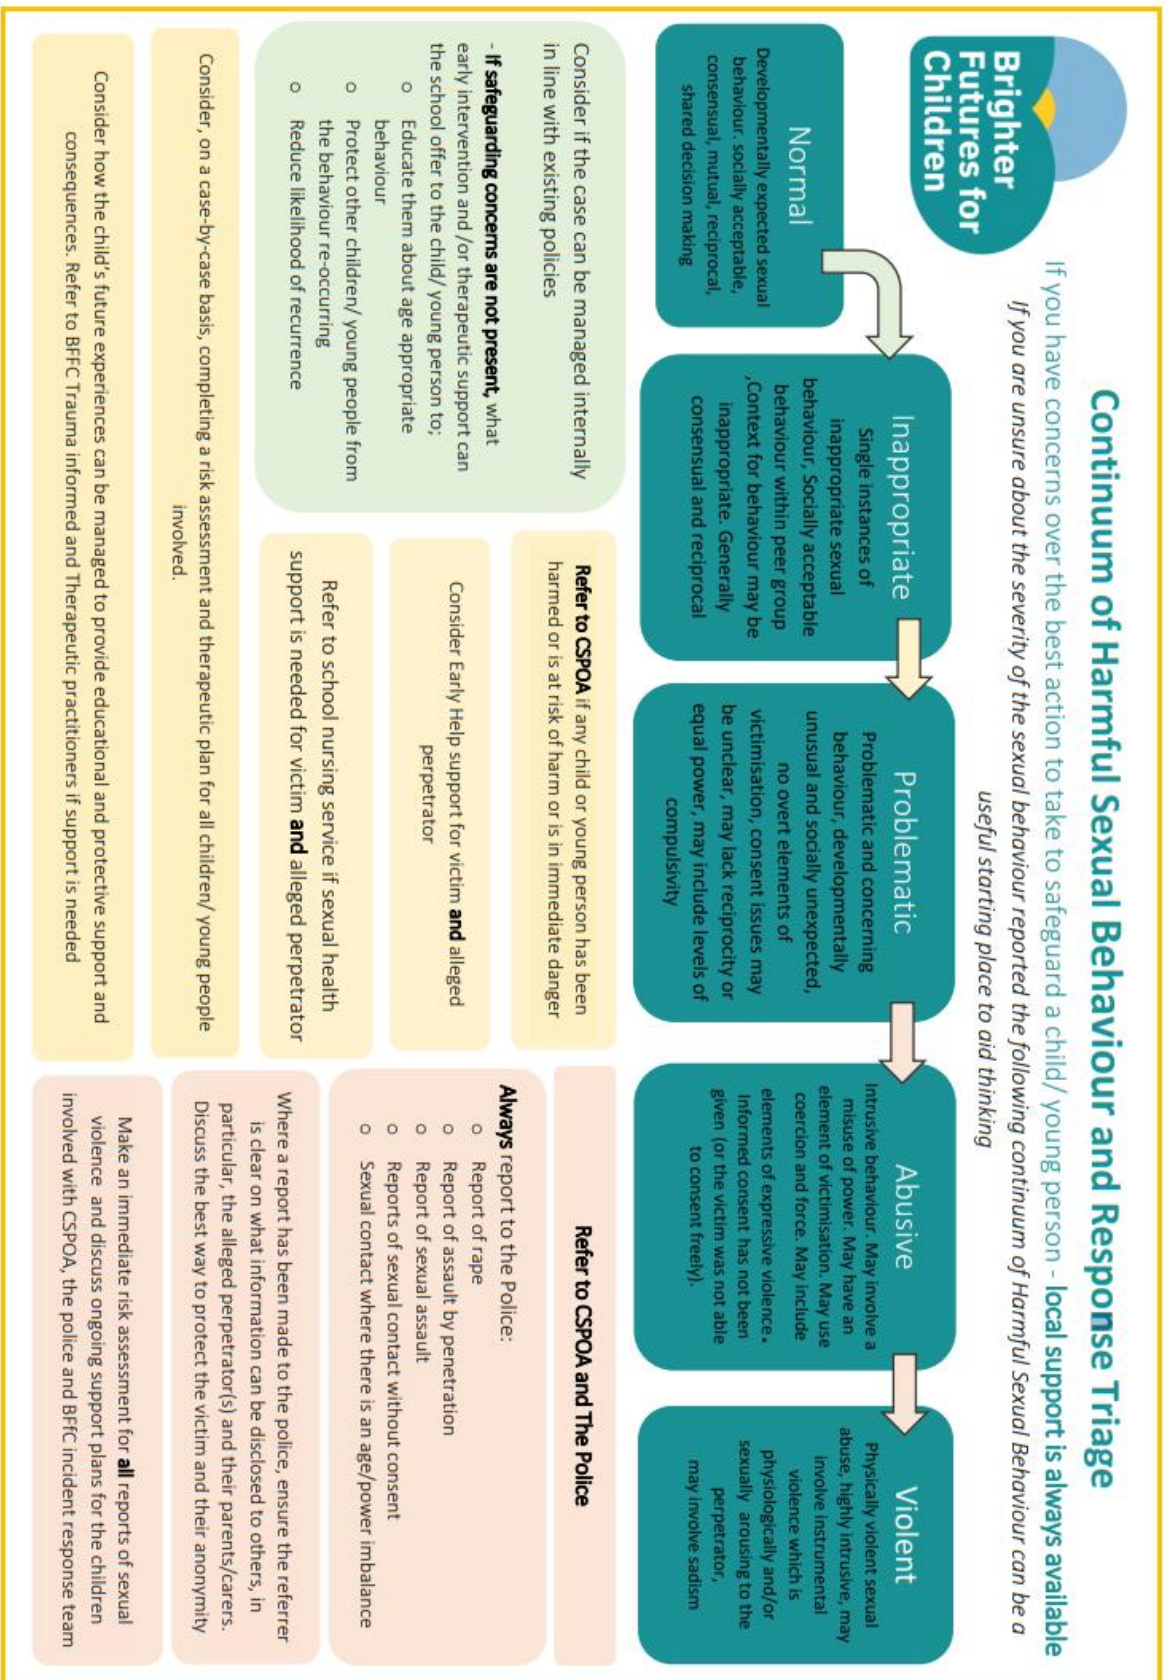 Brighter
Futures for
Children
Continuum of Harmful Sexual Behaviour and Response Triage
If you have concerns over the best action to take to safeguard a child/ young person - local support is always available
If you are unsure about the severity of the sexual behaviour reported the following continuum of Harmful Sexual Behaviour can be a
useful starting place to aid thinking
Normal
Developmentally expected sexual
behaviour. socially acceptable,
consensual, mutual, reciprocal,
shared decision making
Inappropriate
Single instances of
inappropriate sexual
behaviour, Socially acceptable
behaviour within peer group
,Context for behaviour may be
inappropriate. Generally
consensual and reciprocal
Problematic
Problematic and concerning
behaviour, developmentally
unusual and socially unexpected,
no overt elements of
victimisation, consent issues may
be unclear, may lack reciprocity or
equal power, may include levels of
compulsivity
Abusive
Intrusive behaviour. May involve a
misuse of power. May have an
element of victimisation. May use
coercion and force. May include
elements of expressive violence.
Informed consent has not been
given (or the victim was not able
to consent freely).
Violent
Physically violent sexual
abuse, highly intrusive, may
involve instrumental
violence which is
physiologically and/or
sexually arousing to the
perpetrator,
may involve sadism
Consider if the case can be managed internally
in line with existing policies
- If safeguarding concerns are not present, what
early intervention and /or therapeutic support can
the school offer to the child/ young person to;
o Educate them about age appropriate
behaviour
o Protect other children/ young people from
the behaviour re-occurring
o Reduce likelihood of recurrence
Refer to CSPOA if any child or young person has been
harmed or is at risk of harm or is in immediate danger
Consider Early Help support for victim and alleged
perpetrator
Refer to school nursing service if sexual health
support is needed for victim and alleged perpetrator
Consider, on a case-by-case basis, completing a risk assessment and therapeutic plan for all children/ young people
involved.
Consider how the child's future experiences can be managed to provide educational and protective support and
consequences. Refer to BFFC Trauma informed and Therapeutic practitioners if support is needed
Refer to CSPOA and The Police
Always report to the Police:
o Report of rape
o Report of assault by penetration
o Report of sexual assault
o Reports of sexual contact without consent
o Sexual contact where there is an age/power imbalance
Where a report has been made to the police, ensure the referrer
is clear on what information can be disclosed to others, in
particular, the alleged perpetrator(s) and their parents/carers.
Discuss the best way to protect the victim and their anonymity
Make an immediate risk assessment for all reports of sexual
violence and discuss ongoing support plans for the children
involved with CSPOA, the police and BFfC incident response team